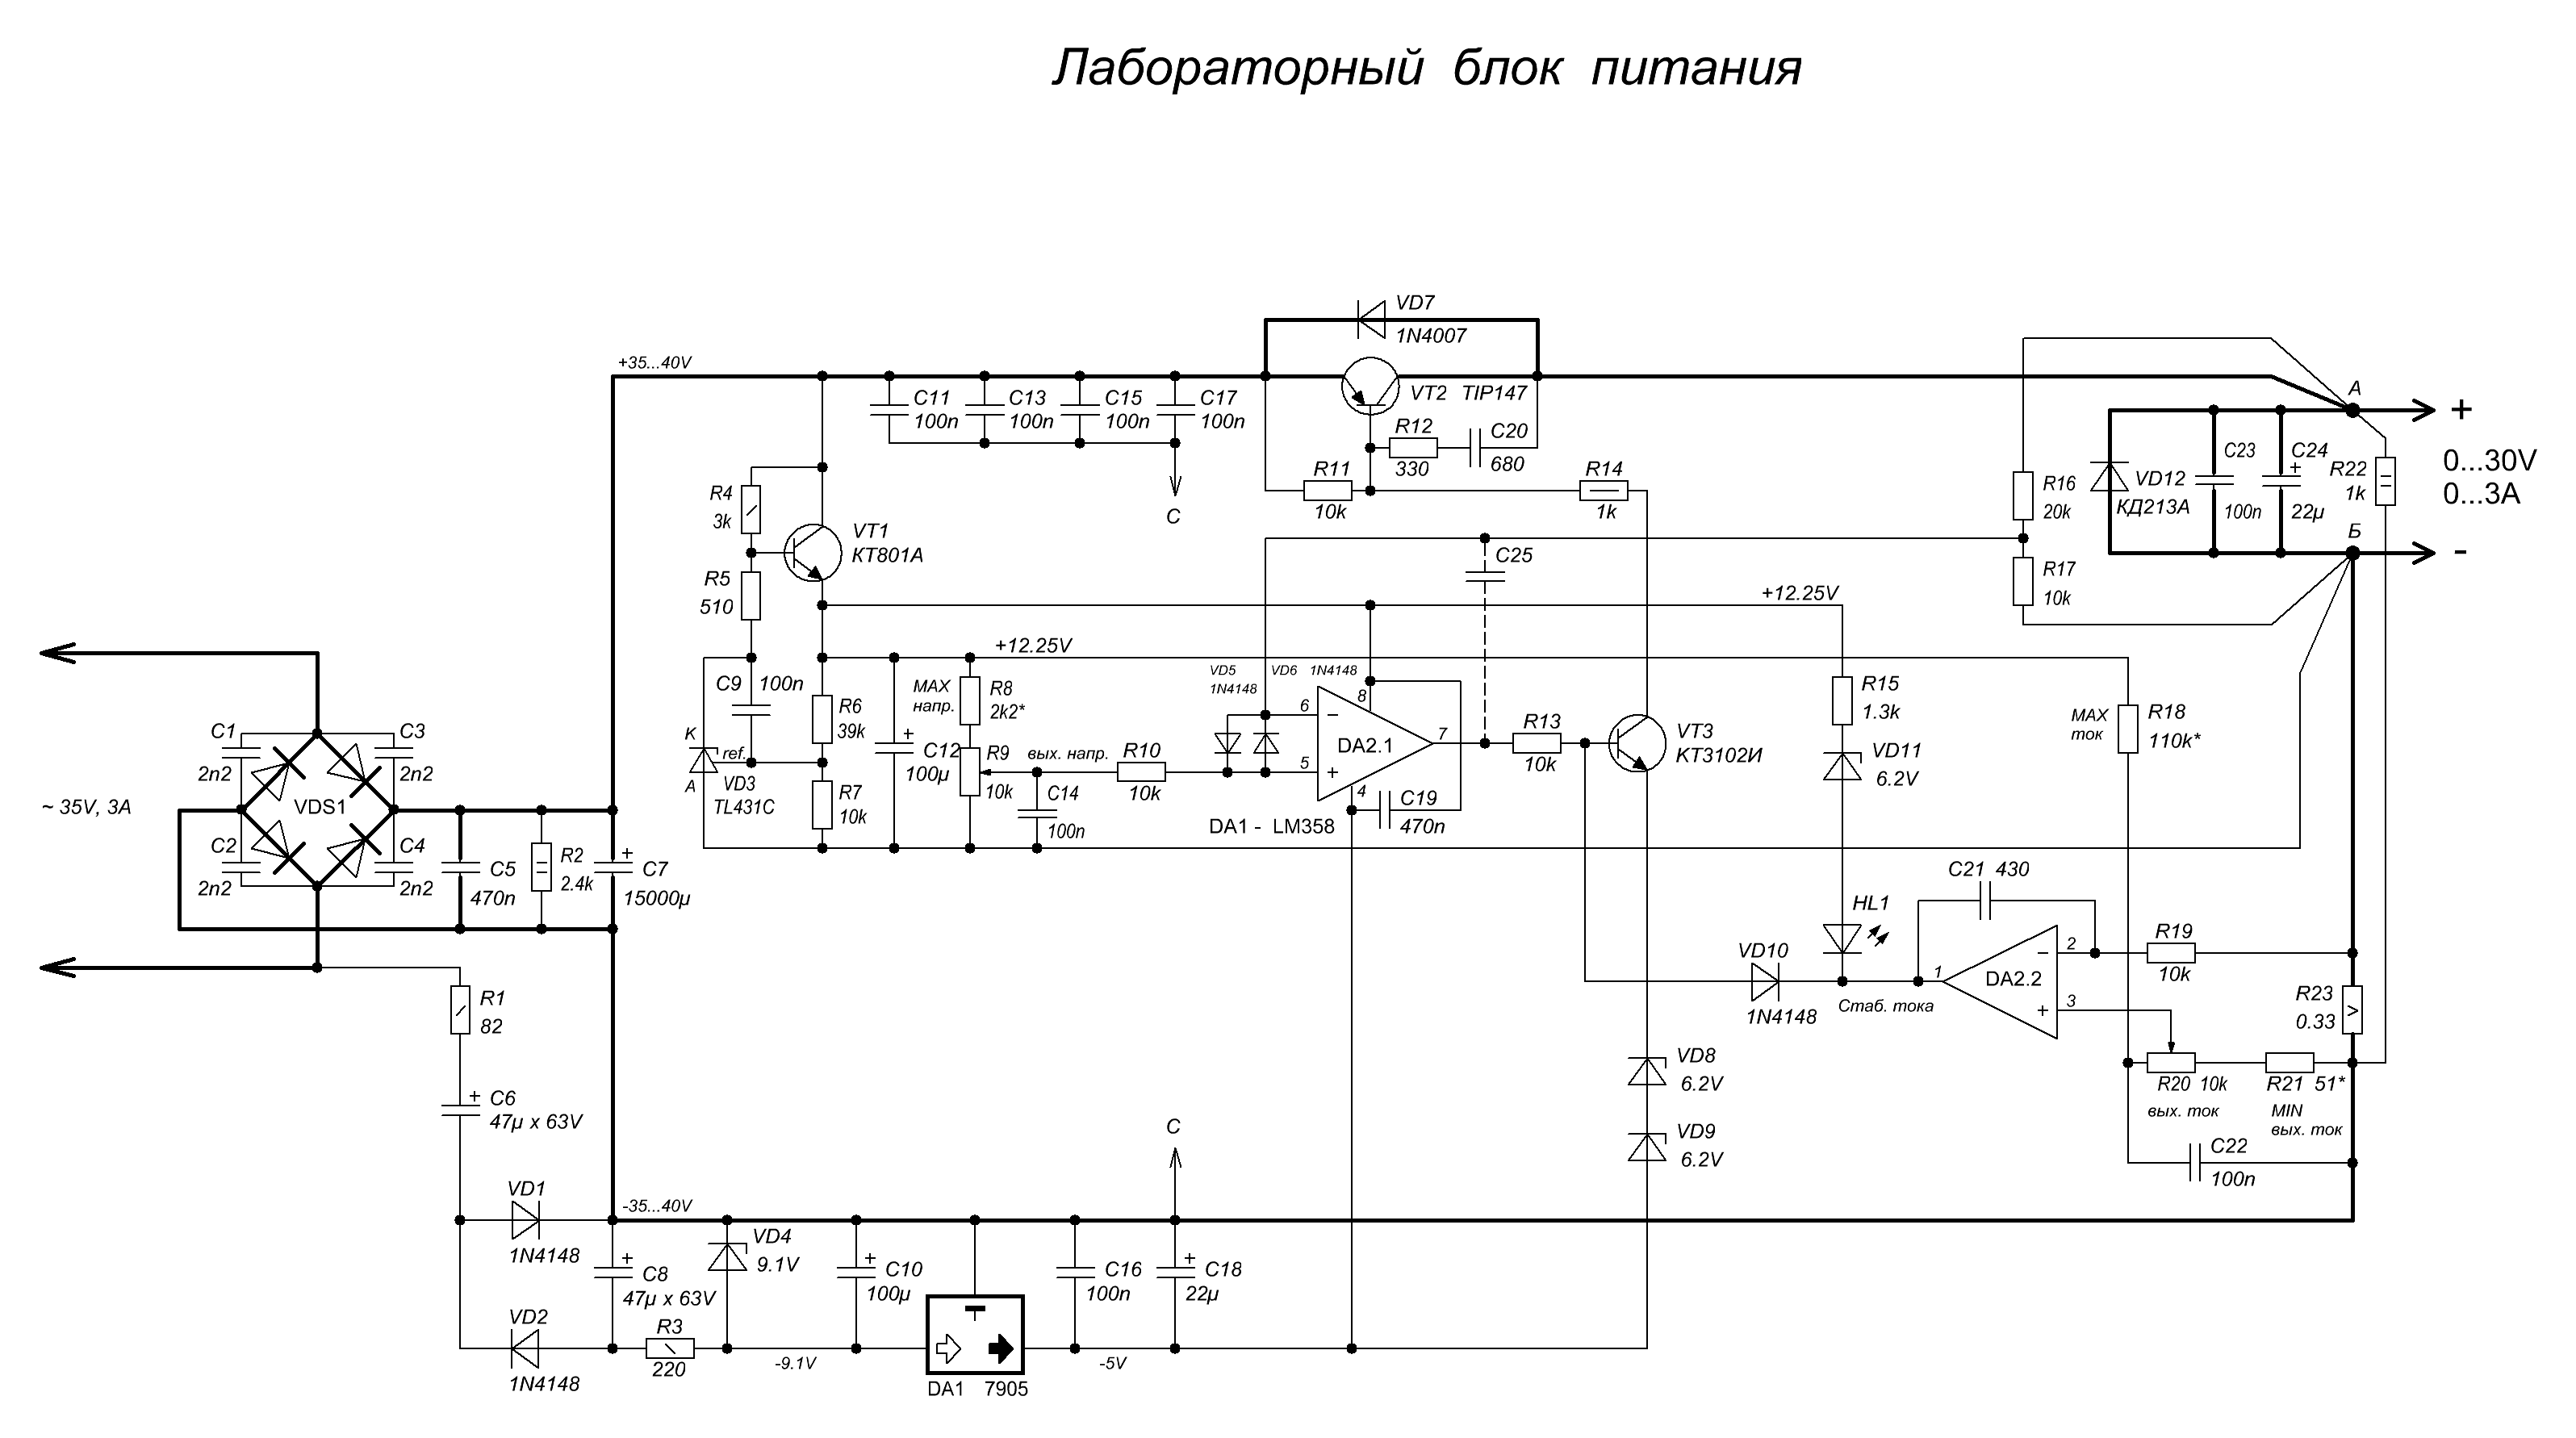 Лабораторный блок питания
VD7
1N4007
+35...40V
VT2 TIP147
C11
100n
C13
100n
C15
100n
C17
100n
C
R12
330
C20
680
R11
10k
R14
1k
A
+
0...30V
0...3A
Б
-
R16
20k
R17
10k
VD12
КД213А
C23
100n
C24
+
22µ
R22
1k
R4
3k
VT1
КТ801А
R5
510
C25
+12.25V
+12.25V
C9 100n
K
ref.
A
VD3
TL431C
R6
39k
R7
10k
+
C12
100µ
MAX
напр.
R8
2k2*
R9
10k
вых. напр.
C14
100n
R10
10k
VD5
1N4148
VD6 1N4148
6
5
8
4
7
-
+
DA2.1
DA1 - LM358
C19
470n
R13
10k
VT3
КТ3102И
R15
1.3k
VD11
6.2V
MAX
ток
R18
110k*
C1
2n2
C3
2n2
VDS1
C2
2n2
C4
2n2
~ 35V, 3A
C5
470n
R2
2.4k
+
C7
15000µ
HL1
C21 430
VD10
1N4148
Стаб. тока
1
DA2.2
2
3
-
+
R19
10k
R23
0.33
R20 10k
вых. ток
R21 51*
MIN
вых. ток
C22
100n
R1
82
+
C6
47µ x 63V
VD8
6.2V
VD9
6.2V
C
VD1
1N4148
-35...40V
+
C8
47µ x 63V
VD4
9.1V
+
C10
100µ
C16
100n
+
C18
22µ
VD2
1N4148
R3
220
-9.1V
-5V
DA1 7905